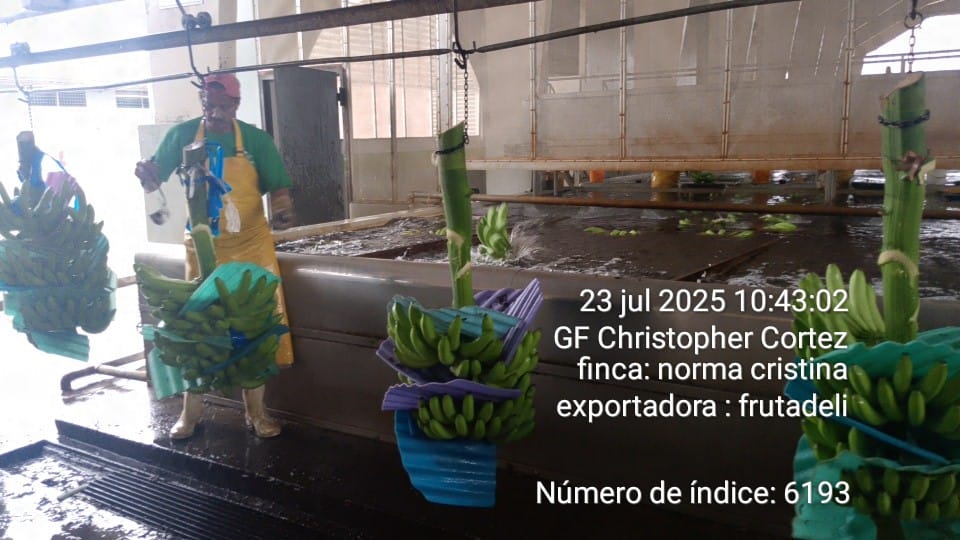 23 jul 2025 10:43:02
GF Christopher Cortez
finca: norma cristina
exportadora : frutadeli
Número de índice: 6193